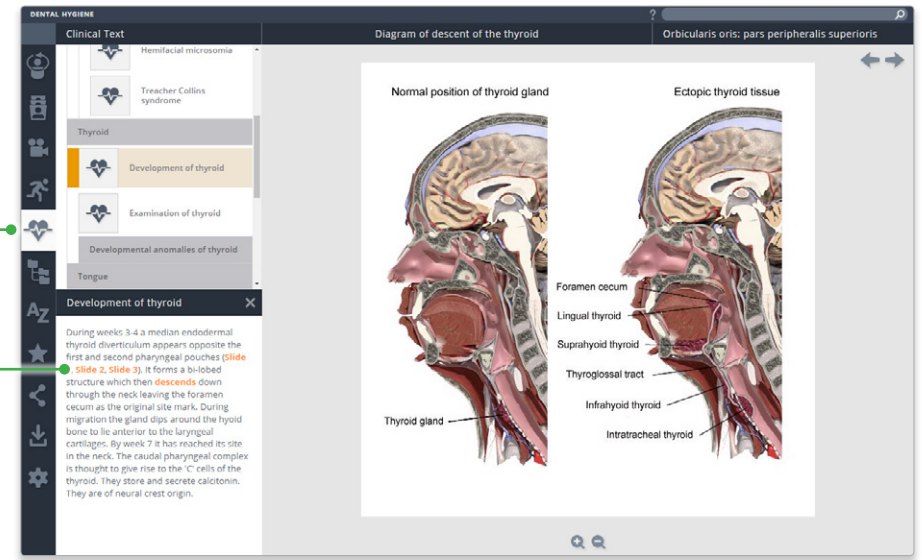 DENTAL HYGIENE
?
Clinical Text
Diagram of descent of the thyroid
Orbicularis oris: pars peripheralis superioris
Hemifacial microsomia
Treacher Collins
syndrome
Thyroid
Development of thyroid
Examination of thyroid
Developmental anomalies of thyroid
Tongue
AZ
Development of thyroid
During weeks 3-4 a median endodermal
thyroid diverticulum appears opposite the
first and second pharyngeal pouches (Slide
, Slide 2, Slide 3). It forms a bi-lobed
structure which then descends down
through the neck leaving the foramen
cecum as the original site mark. During
migration the gland dips around the hyoid
bone to lie anterior to the laryngeal
cartilages. By week 7 it has reached its site
in the neck. The caudal pharyngeal complex
is thought to give rise to the 'C' cells of the
thyroid. They store and secrete calcitonin.
They are of neural crest origin.
Normal position of thyroid gland
Thyroid gland
Ectopic thyroid tissue
Foramen cecum
Lingual thyroid
Suprahyoid thyroid
Thyroglossal tract
Infrahyoid thyroid
Intratracheal thyroid